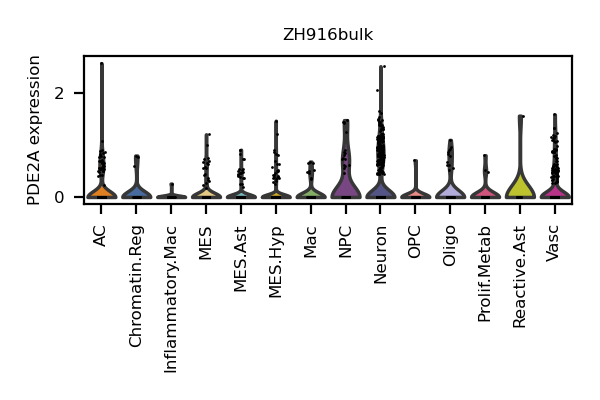 ZH916bulk
PDE2A expression
2
0
AC
Chromatin.Reg
Inflammatory.Mac
MES
MES.Ast
MES.Hyp
Mac
NPC
Neuron
OPC
Oligo
Prolif.Metab
Reactive.Ast
Vasc